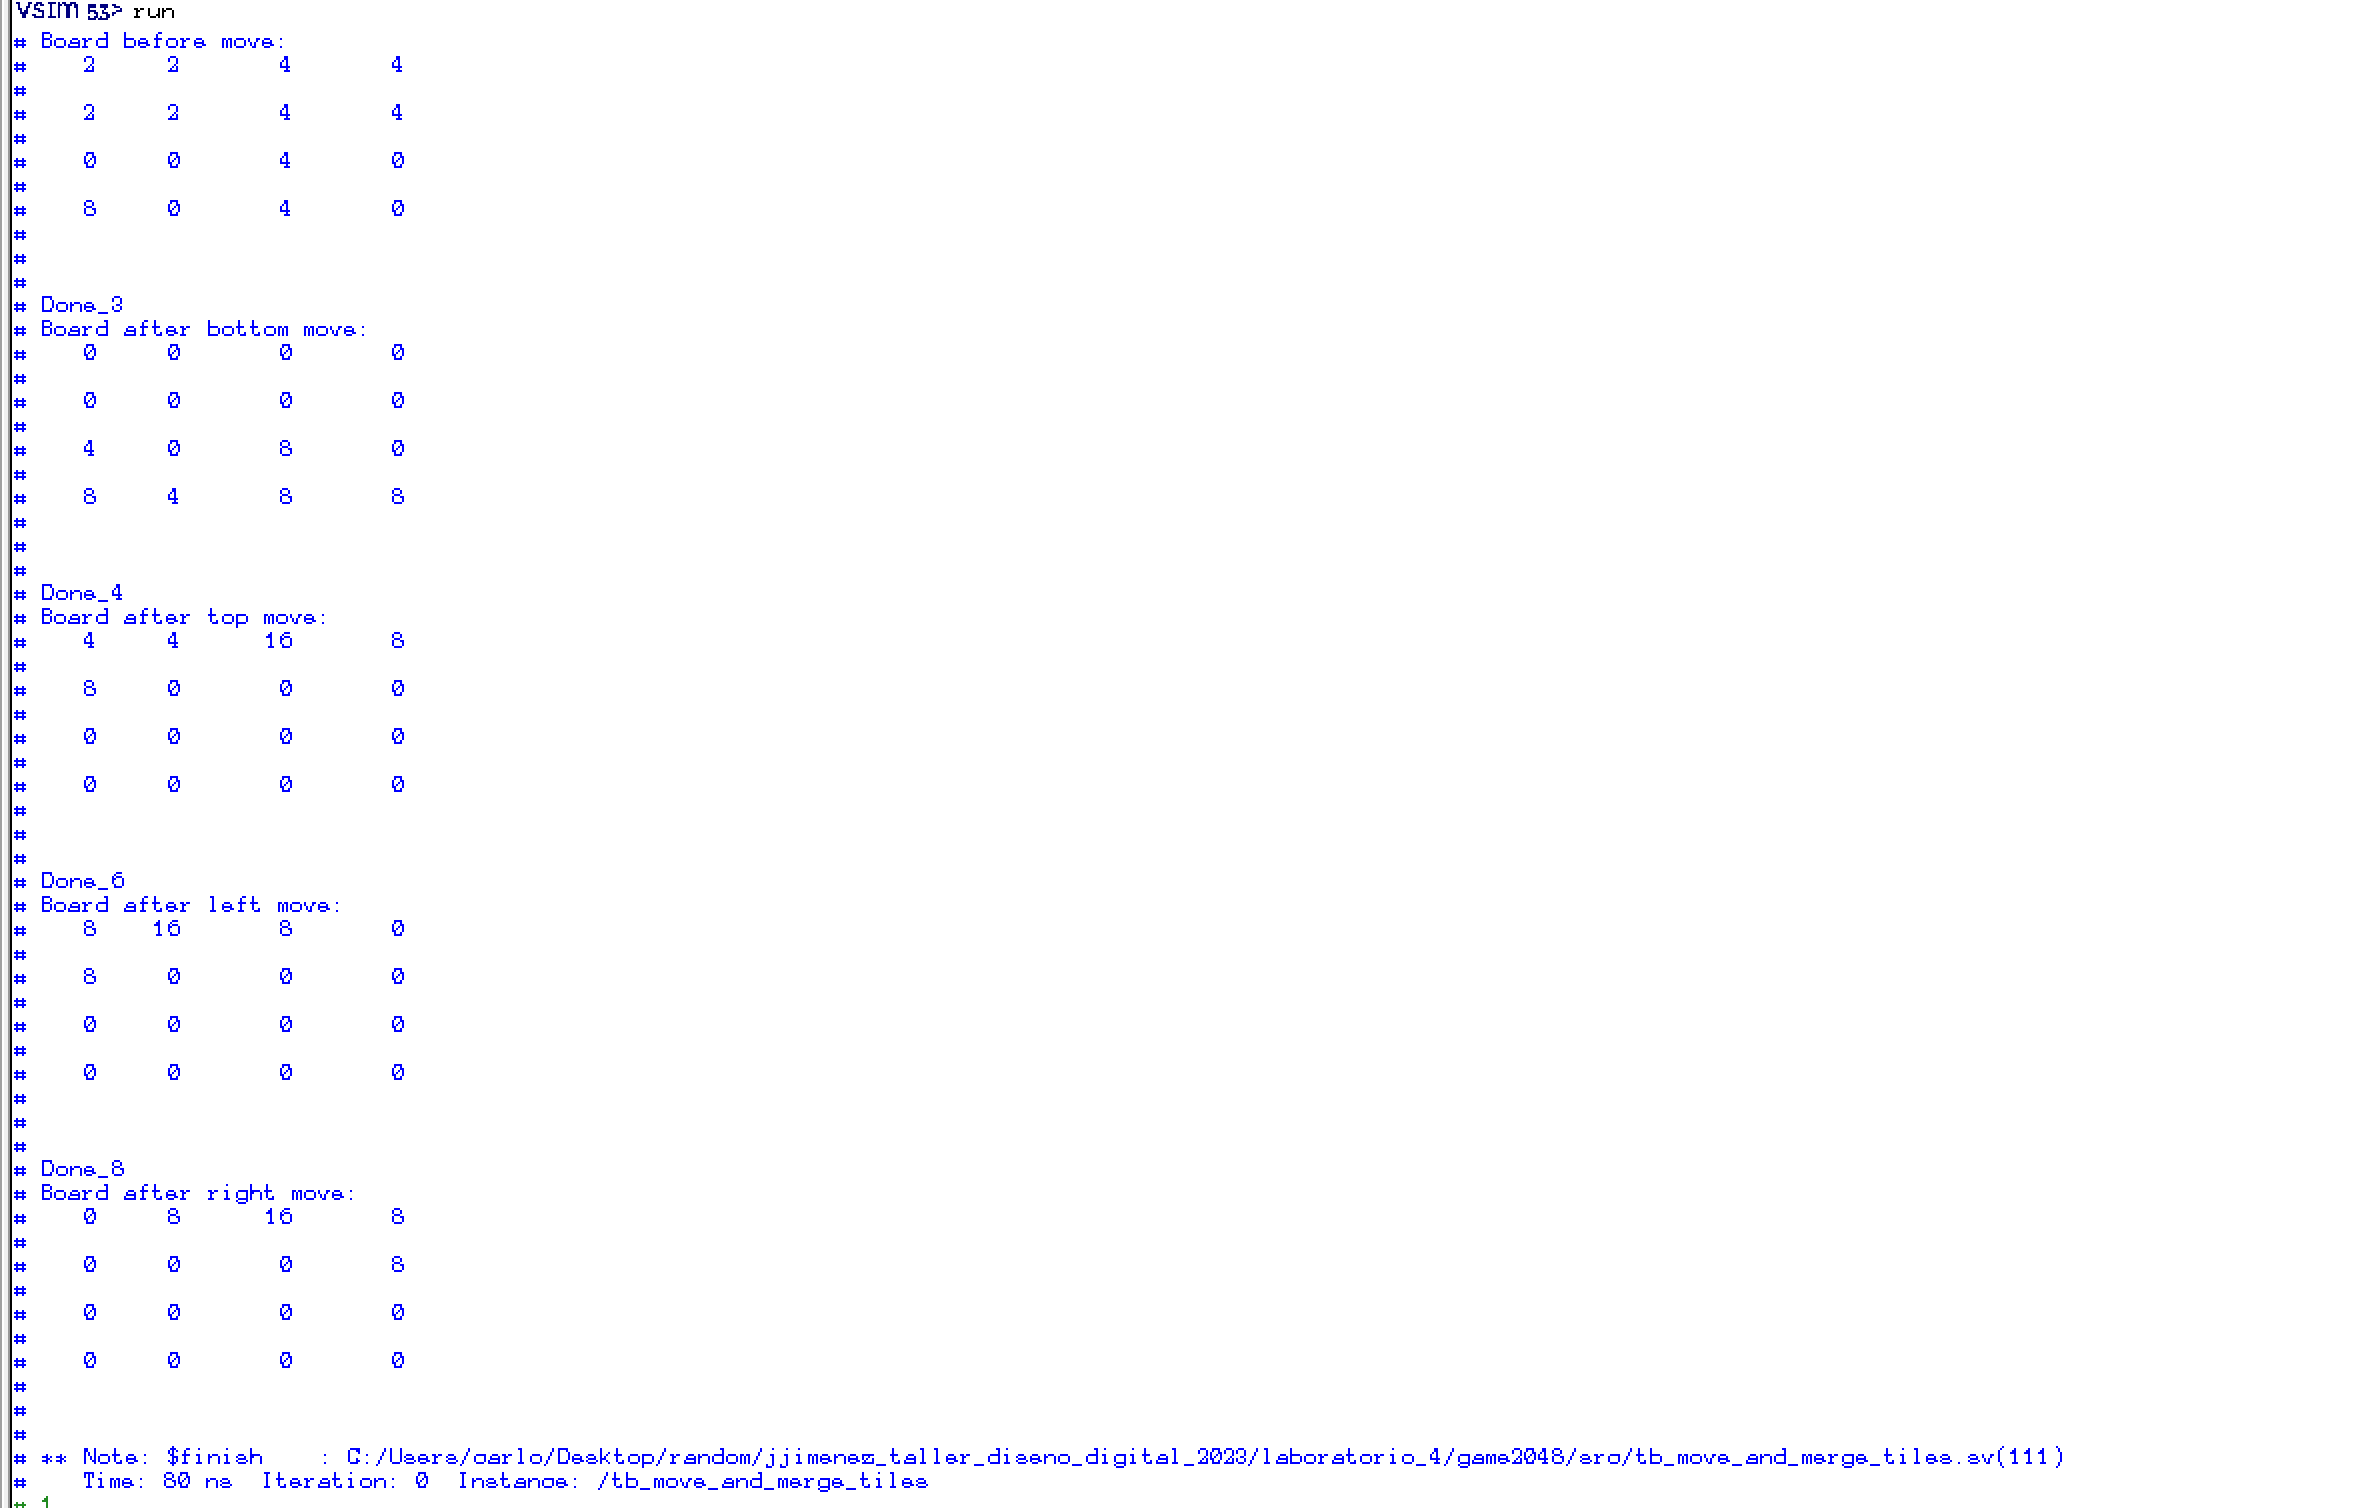 VSIM 53> run
# Board before move:
# 2 2 4 4
#
# 2 2 4 4
#
# 0 0 4 0
#
# 8 0 4 0
#
#
#
# Done_3
# Board after bottom move:
# 0 0 0 0
#
# 0 0 0 0
#
# 4 0 8 0
#
# 8 4 8 8
#
#
#
# Done_4
# Board after top move:
# 4 4 16 8
#
# 8 0 0 0
#
# 0 0 0 0
#
# 0 0 0 0
#
#
#
# Done_6
# Board after left move:
# 8 16 8 0
#
# 8 0 0 0
#
# 0 0 0 0
#
# 0 0 0 0
#
#
#
# Done_8
# Board after right move:
# 0 8 16 8
#
# 0 0 0 8
#
# 0 0 0 0
#
# 0 0 0 0
#
#
#
# ** Note: $finish : C:/Users/carlo/Desktop/random/jjimenez_taller_diseno_digital_2023/laboratorio_4/game2048/src/tb_move_and_merge_tiles.sv(111)
# Time: 80 ns Iteration: 0 Instance: /tb_move_and_merge_tiles
# 1